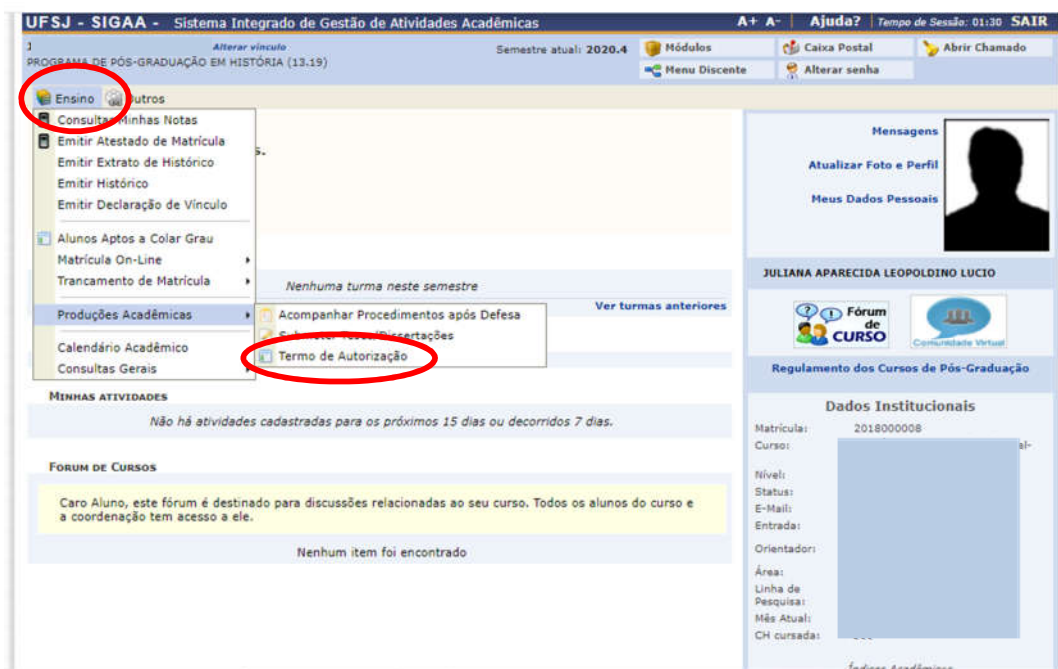 UFSJ - SIGAA - Sistema Integrado de Gestão de Atividades Acadêmicas
A+ A- Ajuda? Tempo de Sessão: 01:30 SAIR
Alterar vínculo
Semestre atual: 2020.4
Módulos
Caixa Postal
Abrir Chamado
PROGRAMA DE PÓS-GRADUAÇÃO EM HISTÓRIA (13.19)
Menu Discente
Alterar senha
Ensino
Outros
Consultar Minhas Notas
Emitir Atestado de Matrícula
s.
Emitir Extrato de Histórico
Emitir Histórico
Emitir Declaração de Vínculo
Alunos Aptos a Colar Grau
Matrícula On-Line
Trancamento de Matrícula
Produções Acadêmicas
Calendário Acadêmico
Consultas Gerais
Nenhuma turma neste semestre
Ver turmas anteriores
Acompanhar Procedimentos após Defesa
Submeter Teses/Dissertações
Termo de Autorização
MINHAS ATIVIDADES
Não há atividades cadastradas para os próximos 15 dias ou decorridos 7 dias.
FORUM DE CURSOS
Caro Aluno, este fórum é destinado para discussões relacionadas ao seu curso. Todos os alunos do curso e
a coordenação tem acesso a ele.
Nenhum item foi encontrado
Mensagens
Atualizar Foto e Perfil
Meus Dados Pessoais
JULIANA APARECIDA LEOPOLDINO LUCIO
Fórum
de
CURSO
Comunidade Virtual
Regulamento dos Cursos de Pós-Graduação
Dados Institucionais
Matrícula: 2018000008
Curso: al-
Nível:
Status:
E-Mail:
Entrada:
Orientador:
Área:
Linha de
Pesquisa:
Mês Atual:
CH cursada: